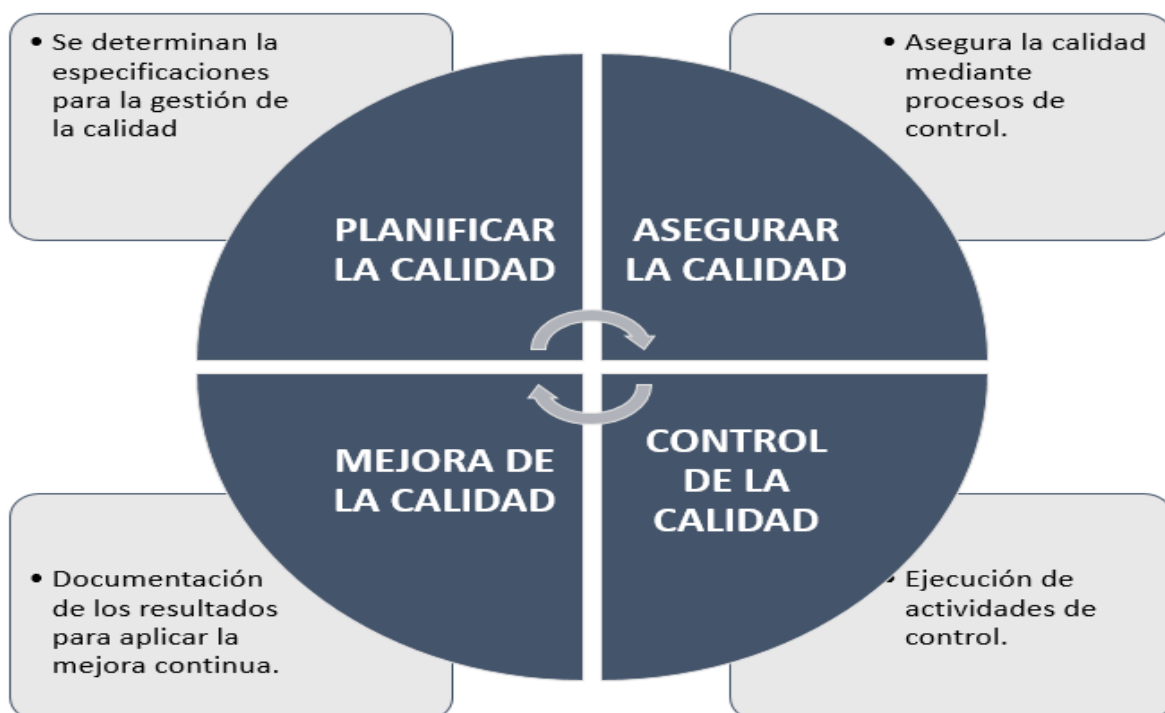 • Se determinan la
especificaciones
para la gestión de
la calidad
• Asegura la calidad
mediante
procesos de
control.
PLANIFICAR
LA CALIDAD
ASEGURAR
LA CALIDAD
MEJORA DE
LA CALIDAD
CONTROL
DE LA
CALIDAD
• Documentación
de los resultados
para aplicar la
mejora continua.
• Ejecución de
actividades de
control.